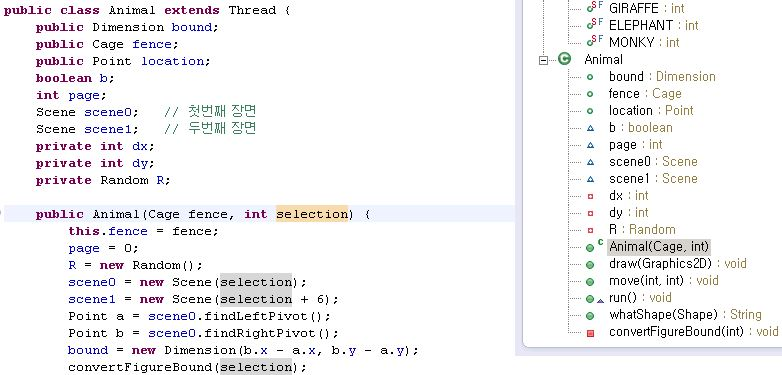 public class Animal extends Thread {
public Dimension bound;
public Cage fence;
public Point location;
boolean b;
int page;
Scene scene0; // 첫번째 장면
Scene scene1; // 두번째 장면
private int dx;
private int dy;
private Random R;
public Animal(Cage fence, int selection) {
this.fence = fence;
page = 0;
R = new Random();
scene0 = new Scene(selection);
scene1 = new Scene(selection + 6);
Point a = scene0.findLeftPivot();
Point b = scene0.findRightPivot();
bound = new Dimension(b.x - a.x, b.y - a.y);
convertFigureBound(selection);
S F GIRAFFE : int
S F ELEPHANT : int
S F MONKY : int
C Animal
bound : Dimension
fence : Cage
location : Point
b : boolean
page : int
scene0 : Scene
scene1 : Scene
dx : int
dy : int
R : Random
C Animal(Cage, int)
draw(Graphics2D) : void
move(int, int) : void
run() : void
whatShape(Shape) : String
convertFigureBound(int) : void